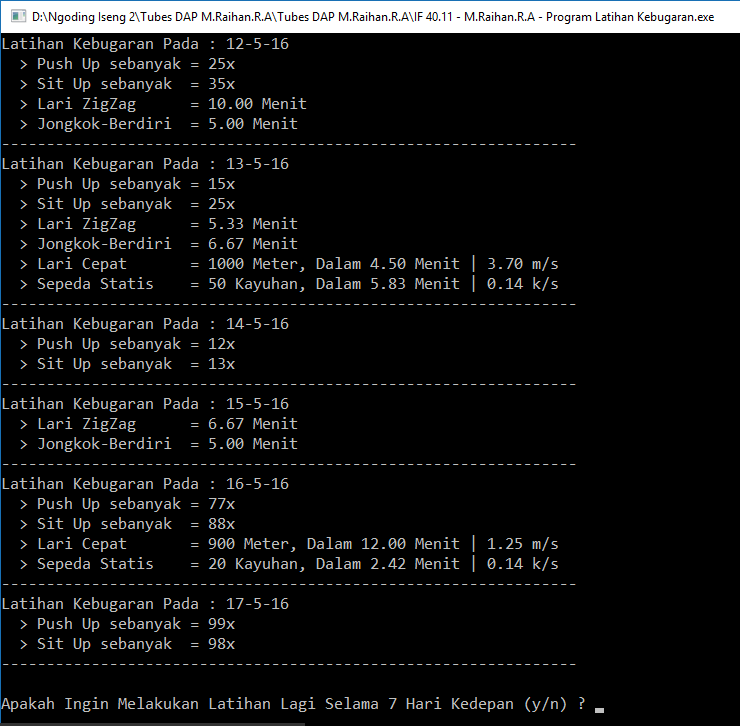 D:\Ngoding Iseng 2\Tubes DAP M.Raihan.R.A\Tubes DAP M.Raihan.R.A\IF 40.11 - M.Raihan.R.A - Program Latihan Kebugaran.exe
Latihan Kebugaran Pada : 12-5-16
  > Push Up sebanyak = 25x
  > Sit Up sebanyak  = 35x
  > Lari ZigZag      = 10.00 Menit
  > Jongkok-Berdiri  = 5.00 Menit
----------------------------------------------------------------
Latihan Kebugaran Pada : 13-5-16
  > Push Up sebanyak = 15x
  > Sit Up sebanyak  = 25x
  > Lari ZigZag      = 5.33 Menit
  > Jongkok-Berdiri  = 6.67 Menit
  > Lari Cepat       = 1000 Meter, Dalam 4.50 Menit | 3.70 m/s
  > Sepeda Statis    = 50 Kayuhan, Dalam 5.83 Menit | 0.14 k/s
----------------------------------------------------------------
Latihan Kebugaran Pada : 14-5-16
  > Push Up sebanyak = 12x
  > Sit Up sebanyak  = 13x
----------------------------------------------------------------
Latihan Kebugaran Pada : 15-5-16
  > Lari ZigZag      = 6.67 Menit
  > Jongkok-Berdiri  = 5.00 Menit
----------------------------------------------------------------
Latihan Kebugaran Pada : 16-5-16
  > Push Up sebanyak = 77x
  > Sit Up sebanyak  = 88x
  > Lari Cepat       = 900 Meter, Dalam 12.00 Menit | 1.25 m/s
  > Sepeda Statis    = 20 Kayuhan, Dalam 2.42 Menit | 0.14 k/s
----------------------------------------------------------------
Latihan Kebugaran Pada : 17-5-16
  > Push Up sebanyak = 99x
  > Sit Up sebanyak  = 98x
----------------------------------------------------------------
Apakah Ingin Melakukan Latihan Lagi Selama 7 Hari Kedepan (y/n) ? _